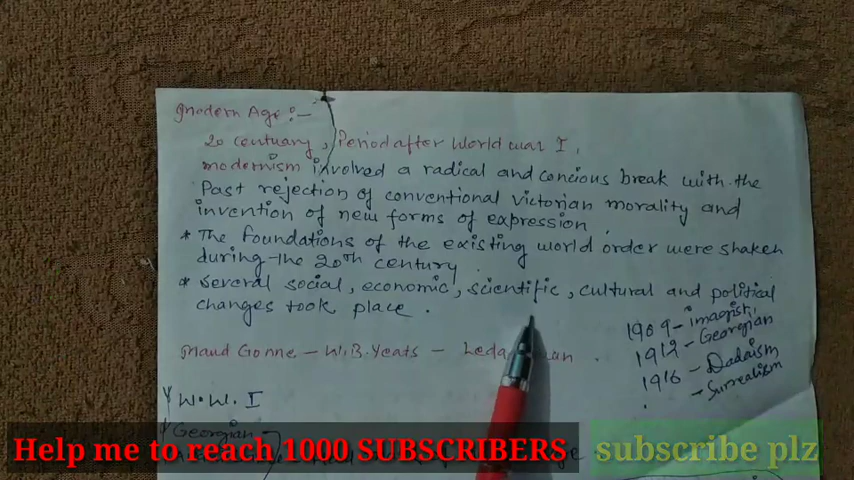 modern Age :-
20 centuary, Period after World war I,
modernism involved a radical and concious break with the
Past rejection of conventional Victorian morality and
invention of new forms of expression.
* The foundations of the existing world order were shaken
during the 20th century.
* Several social, economic, scientific, cultural and political
changes took place.
1909 - imagist,
1912 - Georgian
1916 - Dadaism
- Surrealism
Maud Gonne - W.B. Yeats - Leda
W.W.I
Georgian
Help me to reach 1000 SUBSCRIBERS
subscribe plz